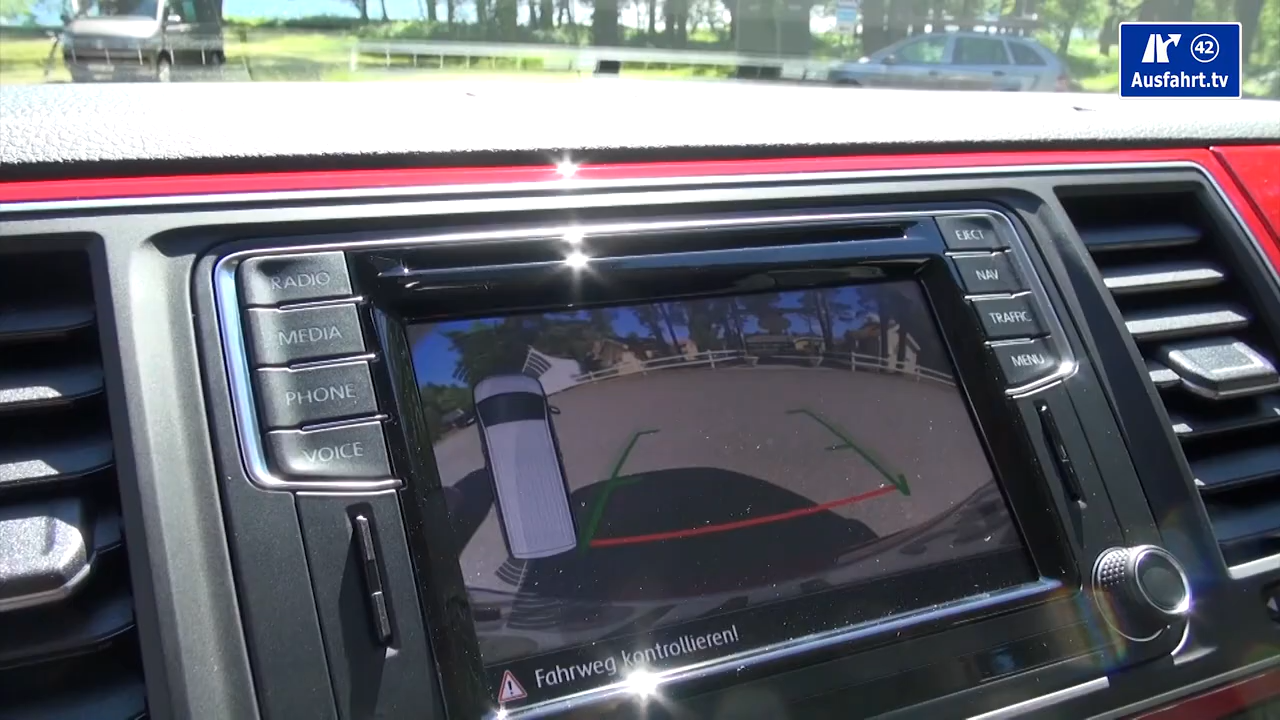 42
Ausfahrt.tv
RADIO
MEDIA
PHONE
VOICE
EJECT
NAV
TRAFFIC
MENU
Fahrweg kontrollieren!